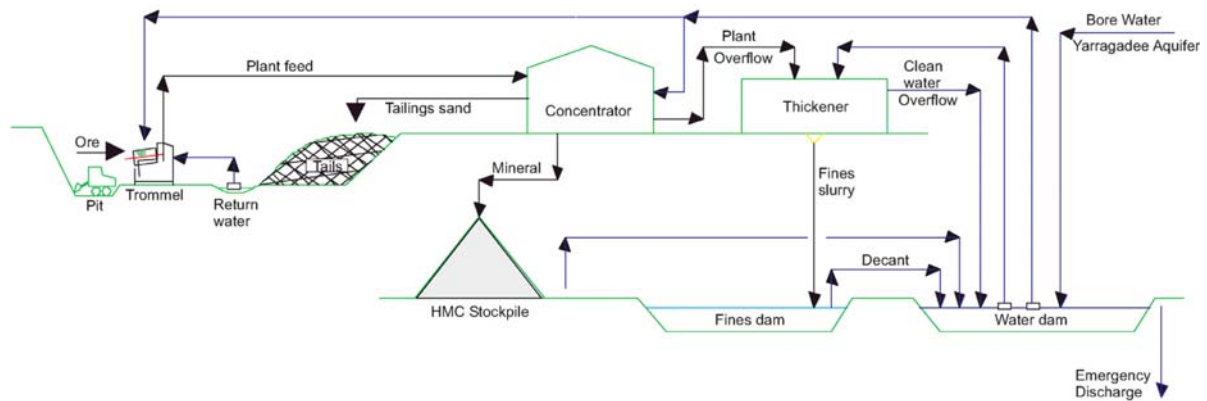 Bore Water
Yarragadee Aquifer
Plant
Overflow
Plant feed
Clean
water
Overflow
Tailings sand
Concentrator
Thickener
Ore
Tails
Mineral
Fines
slurry
Pit
Trommel
Return
water
Decant
HMC Stockpile
Fines dam
Water dam
Emergency
Discharge